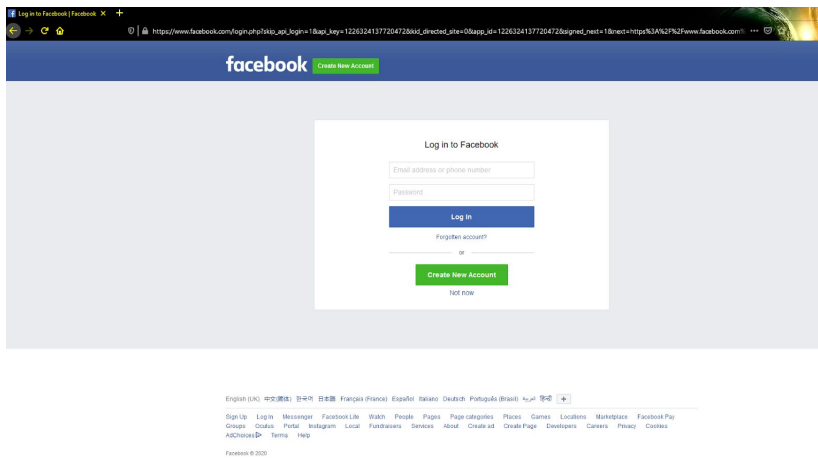 Log in to Facebook | Facebook
https://www.facebook.com/login.php?skip_api_login=1&api_key=1226324137720472&kid_directed_site=0&app_id=1226324137720472&signed_next=1&next=https%3A%2F%2Fwww.facebook.com%
facebook Create New Account
Log in to Facebook
Email address or phone number
Password
Log In
Forgotten account?
or
Create New Account
Not now
English (UK) 中文(简体) 한국어 日本語 Français (France) Español Italiano Deutsch Português (Brasil) العربية हिन्दी +
Sign Up Log In Messenger Facebook Lite Watch People Pages Page categories Places Games Locations Marketplace Facebook Pay
Groups Oculus Portal Instagram Local Fundraisers Services About Create ad Create Page Developers Careers Privacy Cookies
AdChoices Terms Help
Facebook © 2020